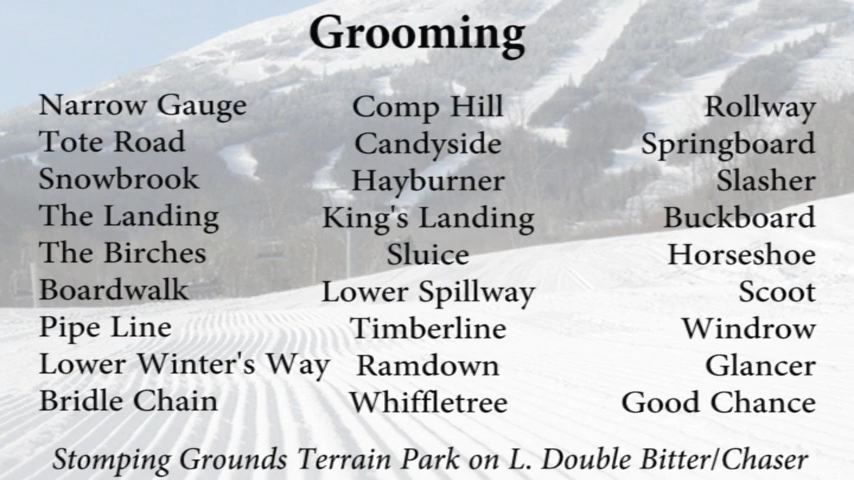 Grooming
Narrow Gauge Comp Hill Rollway
Tote Road Candyside Springboard
Snowbrook Hayburner Slasher
The Landing King's Landing Buckboard
The Birches Sluice Horseshoe
Boardwalk Lower Spillway Scoot
Pipe Line Timberline Windrow
Lower Winter's Way Ramdown Glancer
Bridle Chain Whiffletree Good Chance
Stomping Grounds Terrain Park on L. Double Bitter/Chaser